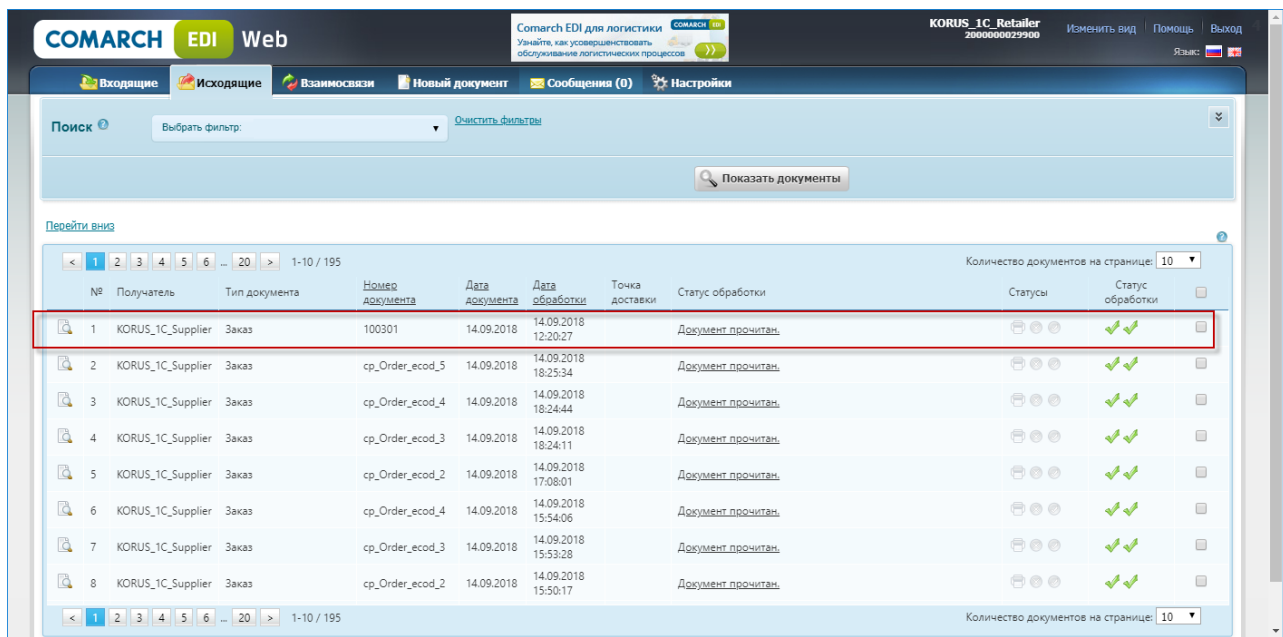 COMARCH EDI Web
Comarch EDI для логистики COMARCH EDI
Узнайте, как усовершенствовать
обслуживание логистических процессов
KORUS_1C_Retailer
2000000029900
Изменить вид Помощь Выход
Язык:
Входящие Исходящие Взаимосвязи Новый документ Сообщения (0) Настройки
Поиск Выбрать фильтр: Очистить фильтры
Показать документы
Перейти вниз
< 1 2 3 4 5 6 ... 20 > 1-10 / 195 Количество документов на странице: 10
№ Получатель Тип документа Номер документа Дата документа Дата обработки Точка доставки Статус обработки Статусы Статус обработки
1 KORUS_1C_Supplier Заказ 100301 14.09.2018 14.09.2018 12:20:27 Документ прочитан.
2 KORUS_1C_Supplier Заказ cp_Order_ecod_5 14.09.2018 14.09.2018 18:25:34 Документ прочитан.
3 KORUS_1C_Supplier Заказ cp_Order_ecod_4 14.09.2018 14.09.2018 18:24:44 Документ прочитан.
4 KORUS_1C_Supplier Заказ cp_Order_ecod_3 14.09.2018 14.09.2018 18:24:11 Документ прочитан.
5 KORUS_1C_Supplier Заказ cp_Order_ecod_2 14.09.2018 14.09.2018 17:08:01 Документ прочитан.
6 KORUS_1C_Supplier Заказ cp_Order_ecod_4 14.09.2018 14.09.2018 15:54:06 Документ прочитан.
7 KORUS_1C_Supplier Заказ cp_Order_ecod_3 14.09.2018 14.09.2018 15:53:28 Документ прочитан.
8 KORUS_1C_Supplier Заказ cp_Order_ecod_2 14.09.2018 14.09.2018 15:50:17 Документ прочитан.
< 1 2 3 4 5 6 ... 20 > 1-10 / 195 Количество документов на странице: 10